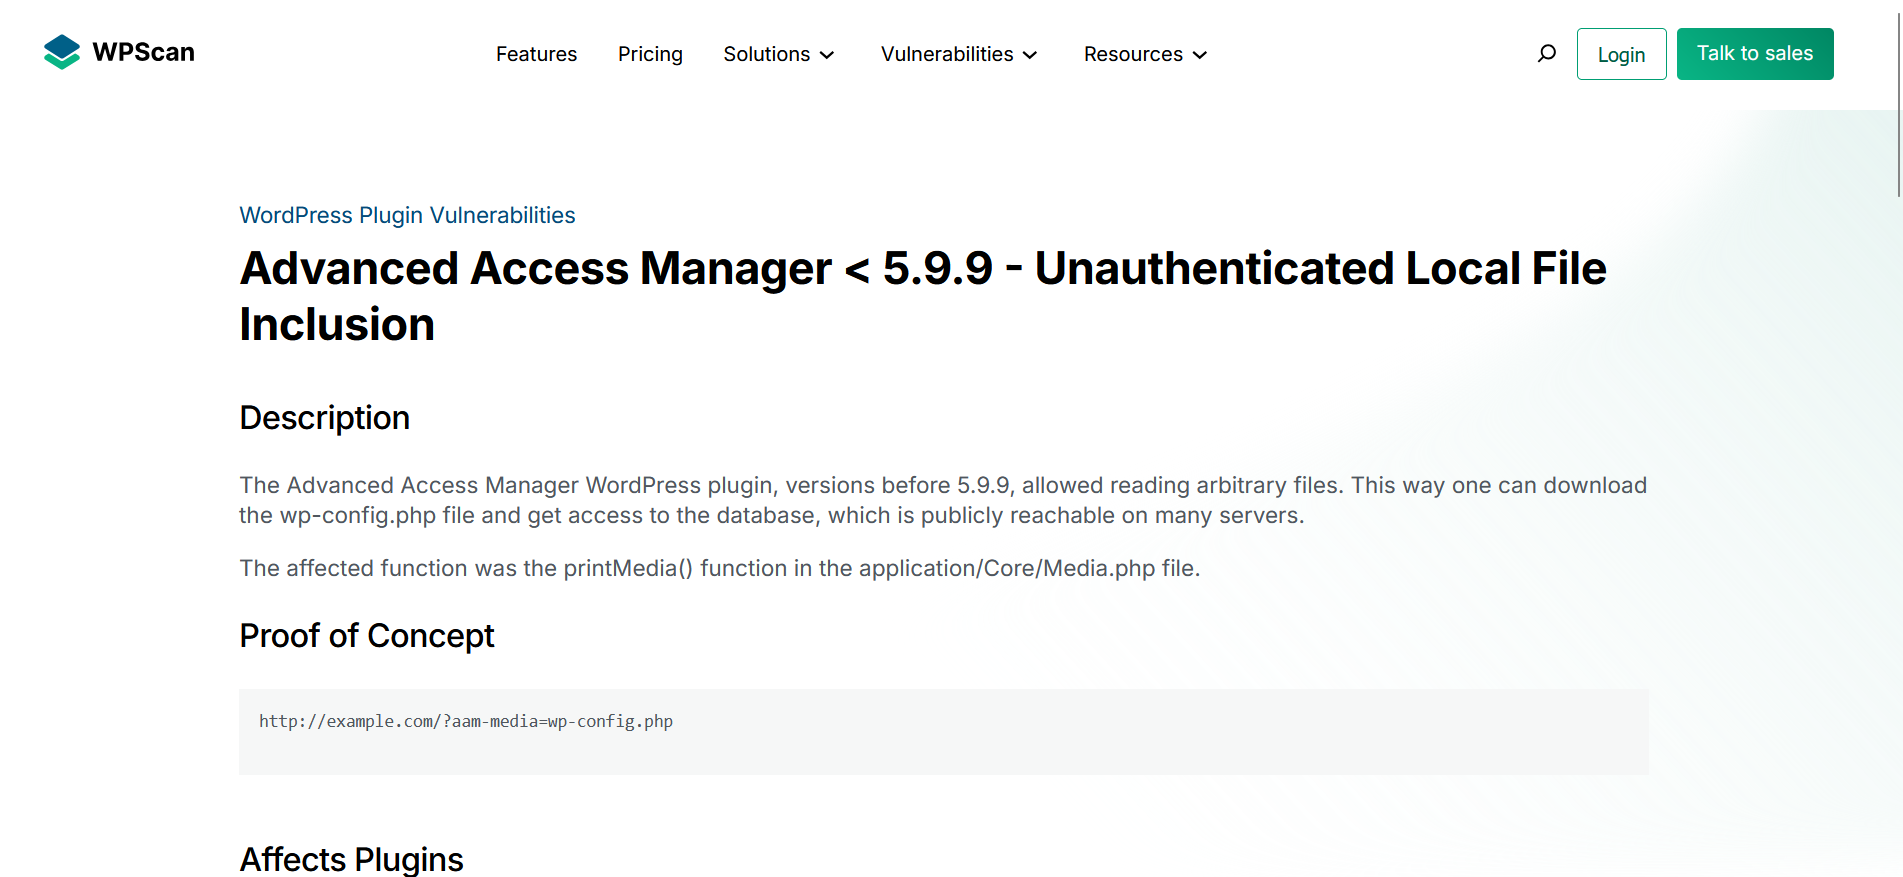 WPScan
Features Pricing Solutions Vulnerabilities Resources Login Talk to sales
WordPress Plugin Vulnerabilities
Advanced Access Manager < 5.9.9 - Unauthenticated Local File
Inclusion
Description
The Advanced Access Manager WordPress plugin, versions before 5.9.9, allowed reading arbitrary files. This way one can download
the wp-config.php file and get access to the database, which is publicly reachable on many servers.
The affected function was the printMedia() function in the application/Core/Media.php file.
Proof of Concept
http://example.com/?aam-media=wp-config.php
Affects Plugins